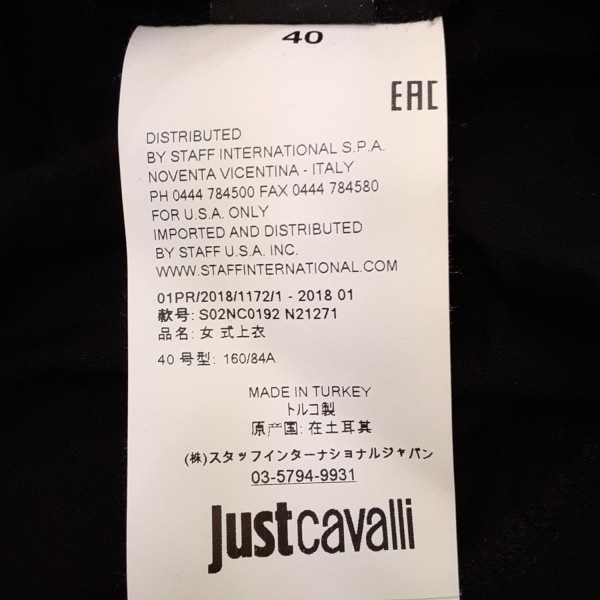 40
EAC
DISTRIBUTED
BY STAFF INTERNATIONAL S.P.A.
NOVENTA VICENTINA - ITALY
PH 0444 784500 FAX 0444 784580
FOR U.S.A. ONLY
IMPORTED AND DISTRIBUTED
BY STAFF U.S.A. INC.
WWW.STAFFINTERNATIONAL.COM
01PR/2018/1172/1 - 2018 01
款号: S02NC0192 N21271
品名: 女 式上衣
40 号型: 160/84A
MADE IN TURKEY
トルコ製
原产国: 在土耳其
(株)スタッフインターナショナルジャパン
03-5794-9931
Justcavalli